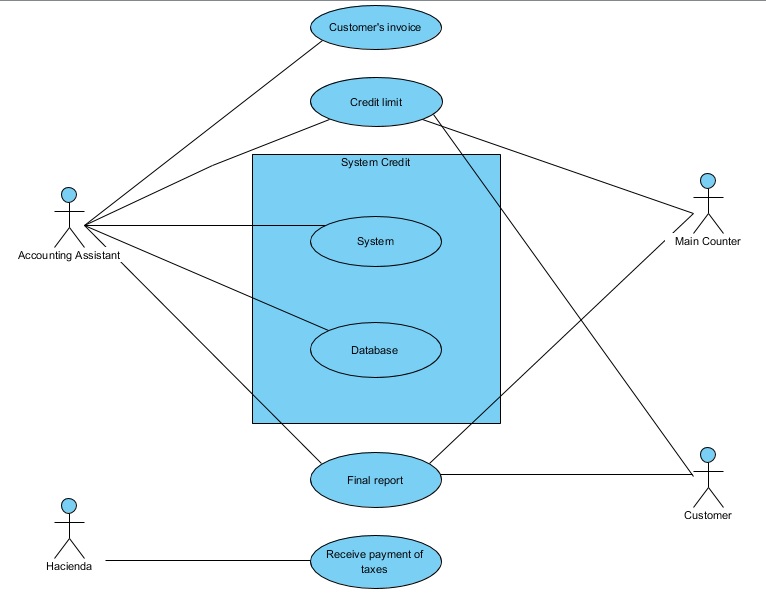 Customer's invoice
Credit limit
System Credit
System
Main Counter
Accounting Assistant
Database
Final report
Customer
Receive payment of
taxes
Hacienda